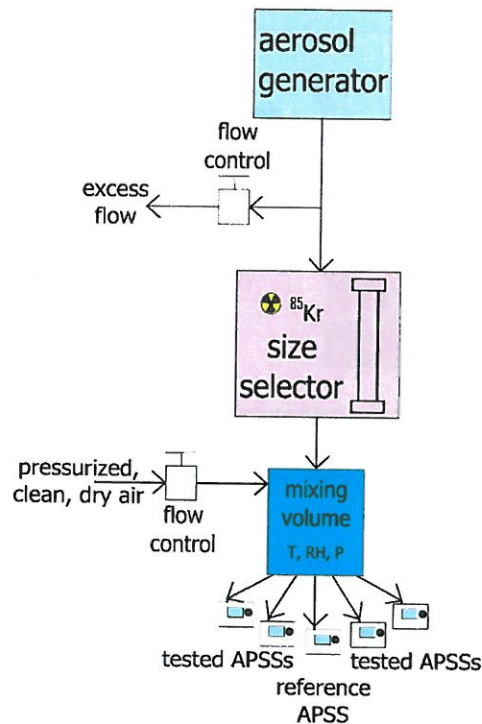 aerosol
generator
flow
control
excess
flow
⁸⁵Kr
size
selector
pressurized,
clean, dry air
flow
control
mixing
volume
T, RH, P
tested APSSs
tested APSSs
reference
APSS